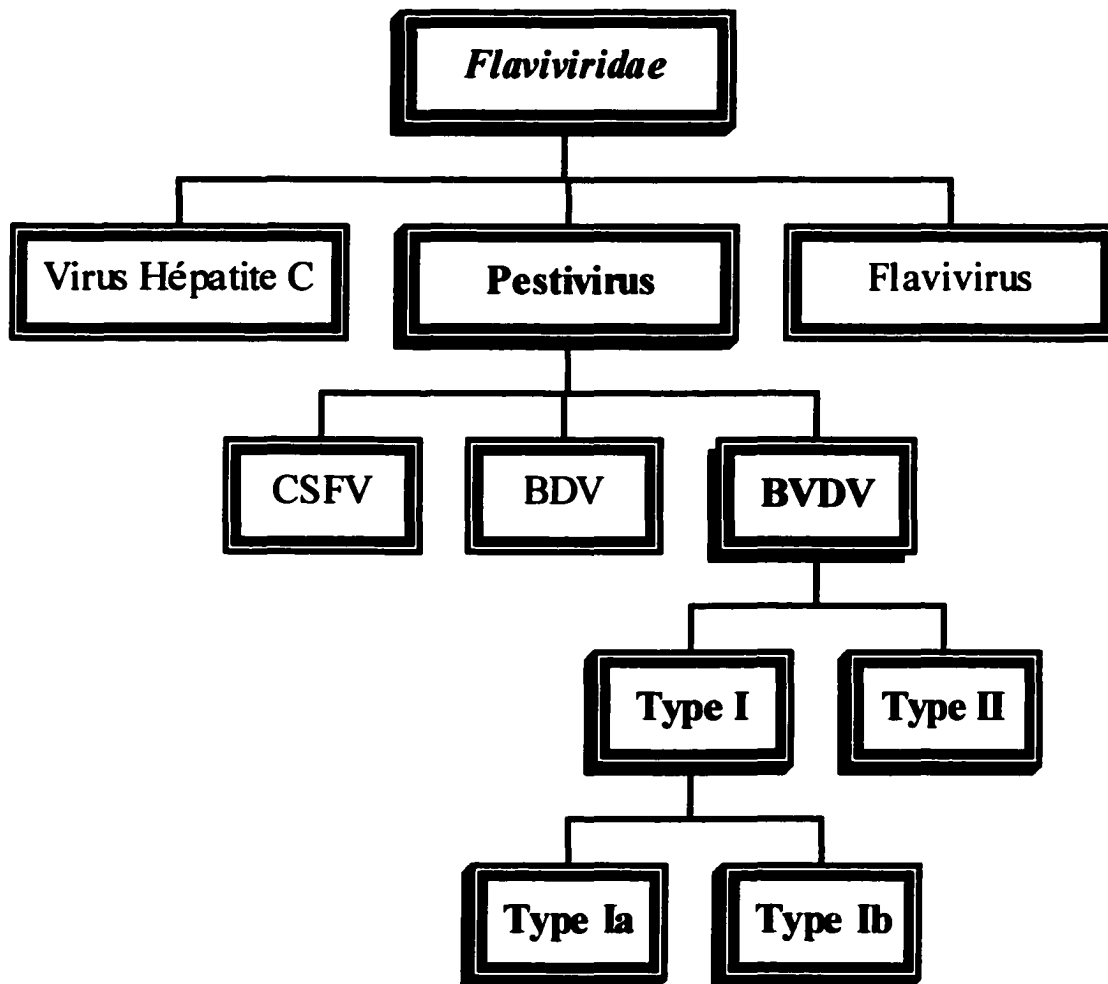 Flaviviridae
Virus Hépatite C
Pestivirus
Flavivirus
CSFV
BDV
BVDV
Type I
Type II
Type Ia
Type Ib